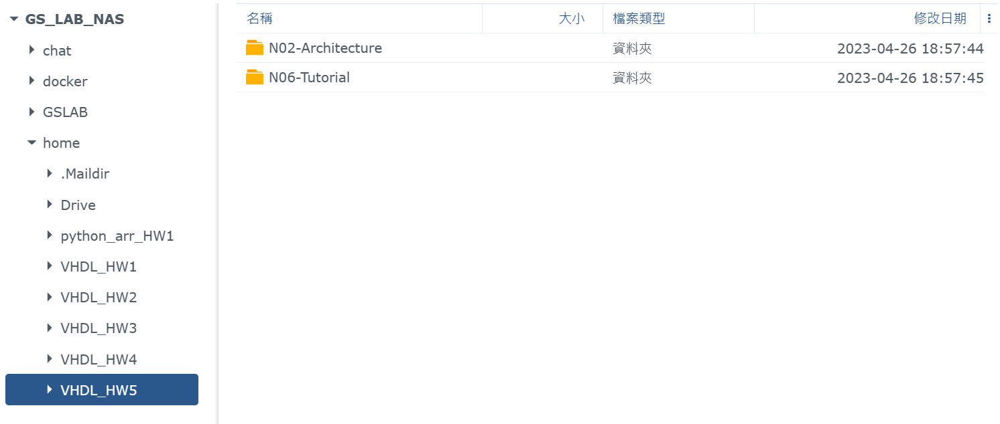 GS_LAB_NAS
chat
docker
GSLAB
home
.Maildir
Drive
python_arr_HW1
VHDL_HW1
VHDL_HW2
VHDL_HW3
VHDL_HW4
VHDL_HW5
名稱 大小 檔案類型 修改日期
N02-Architecture 資料夾 2023-04-26 18:57:44
N06-Tutorial 資料夾 2023-04-26 18:57:45